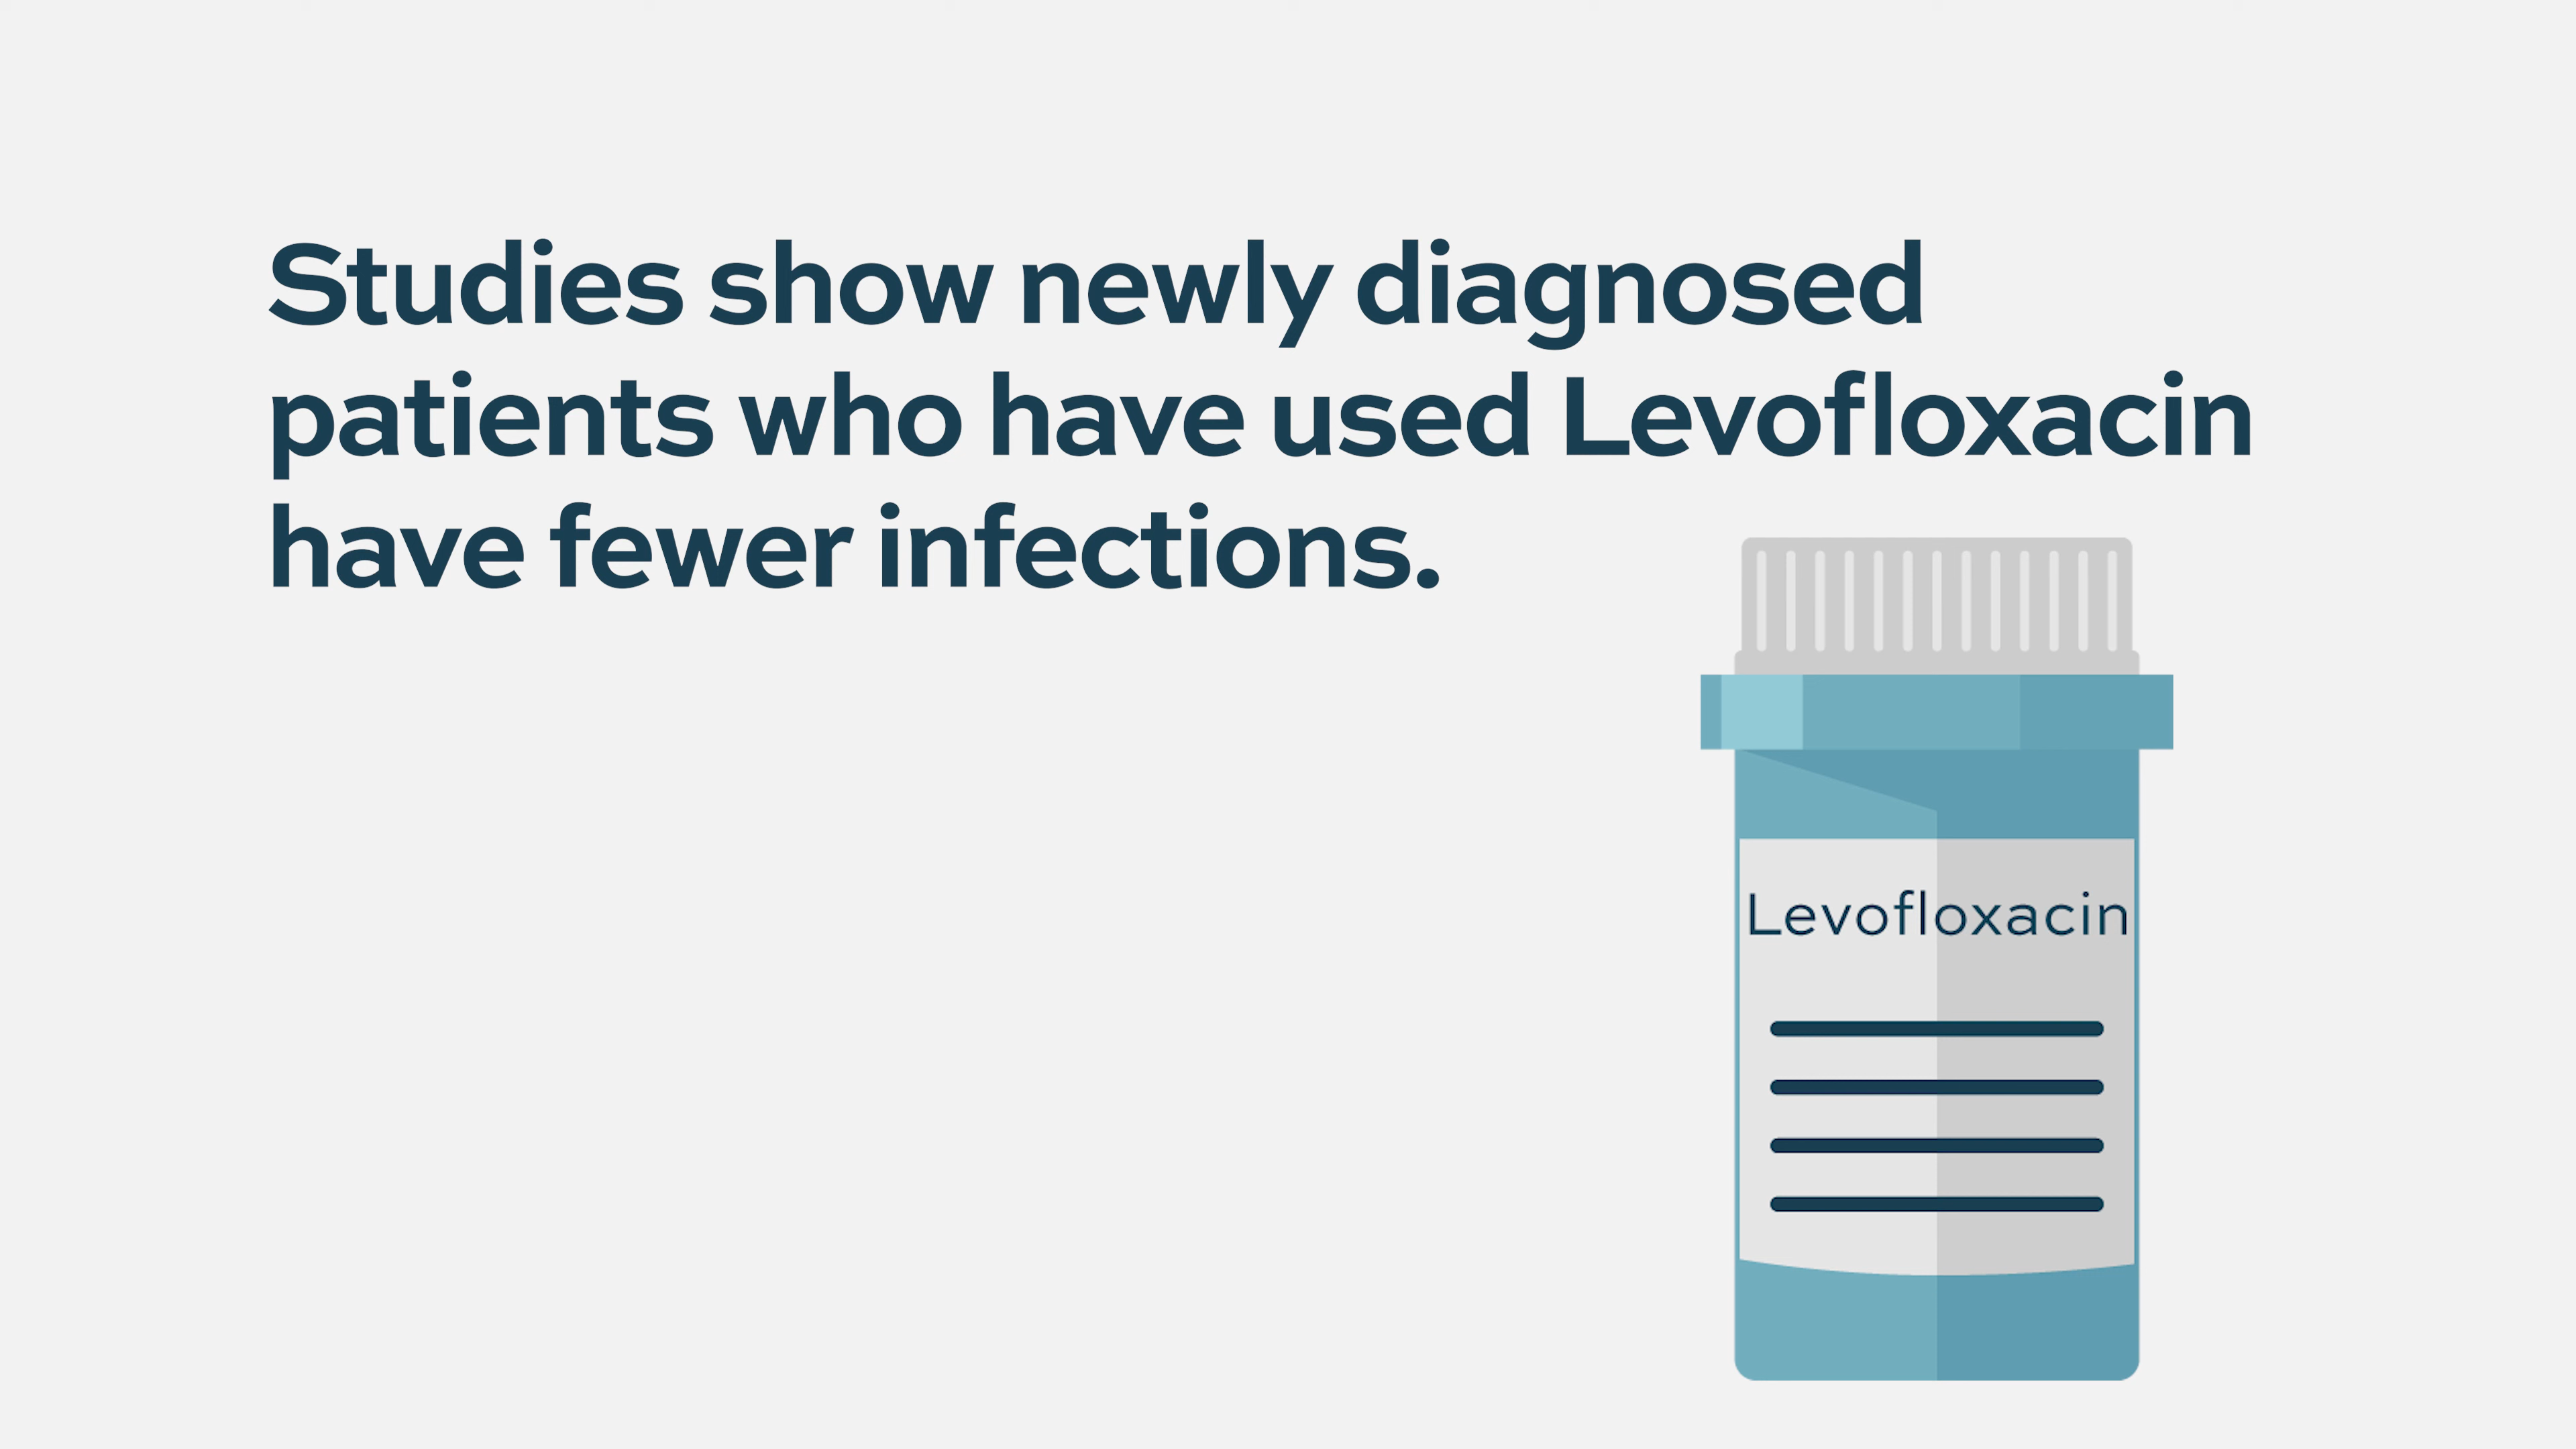 Studies show newly diagnosed
patients who have used Levofloxacin
have fewer infections.
Levofloxacin